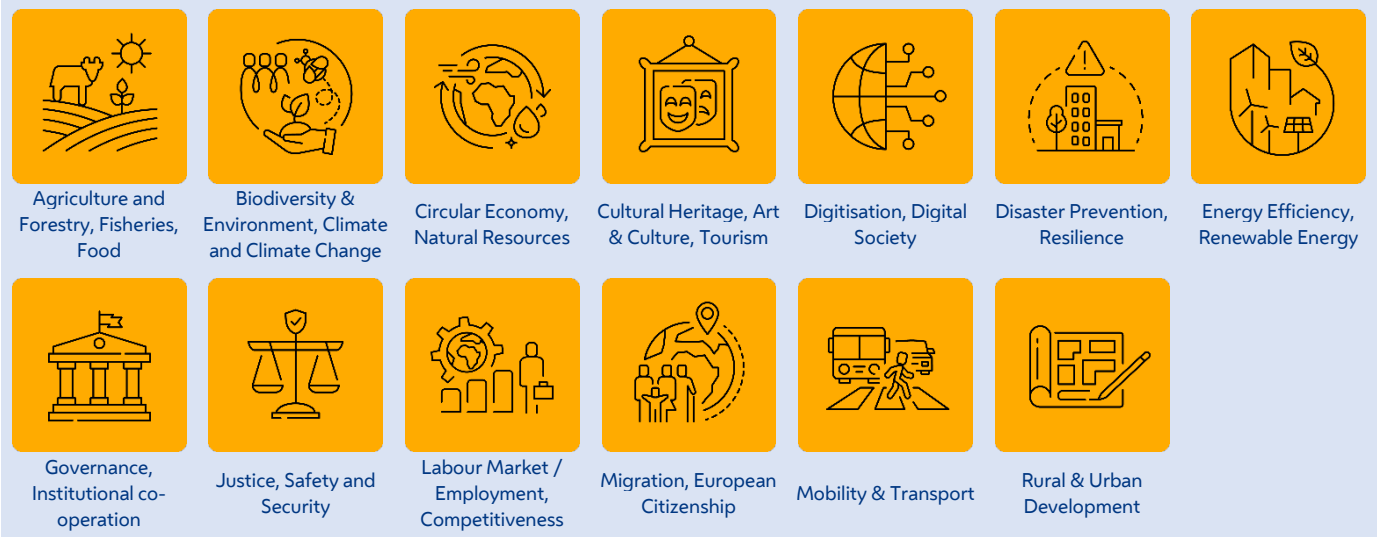 Agriculture and
Forestry, Fisheries,
Food
Biodiversity &
Environment, Climate
and Climate Change
Circular Economy,
Natural Resources
Cultural Heritage, Art
& Culture, Tourism
Digitisation, Digital
Society
Disaster Prevention,
Resilience
Energy Efficiency,
Renewable Energy
Governance,
Institutional co-
operation
Justice, Safety and
Security
Labour Market /
Employment,
Competitiveness
Migration, European
Citizenship
Mobility & Transport
Rural & Urban
Development